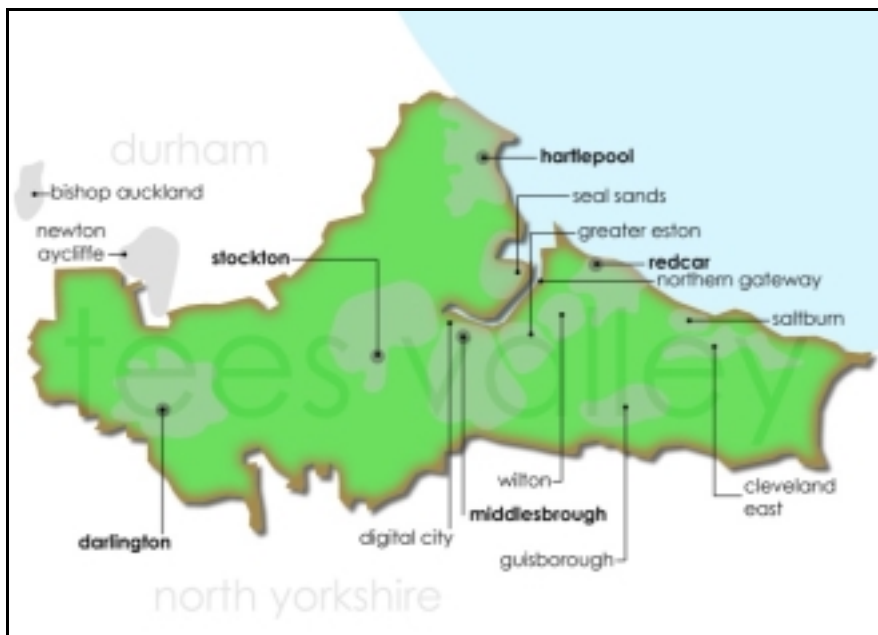 durham
hartlepool
bishop auckland
seal sands
newton
aycliffe
greater eston
stockton
redcar
northern gateway
saltburn
tees valley
wilton
cleveland
east
middlesbrough
digital city
darlington
guisborough
north yorkshire